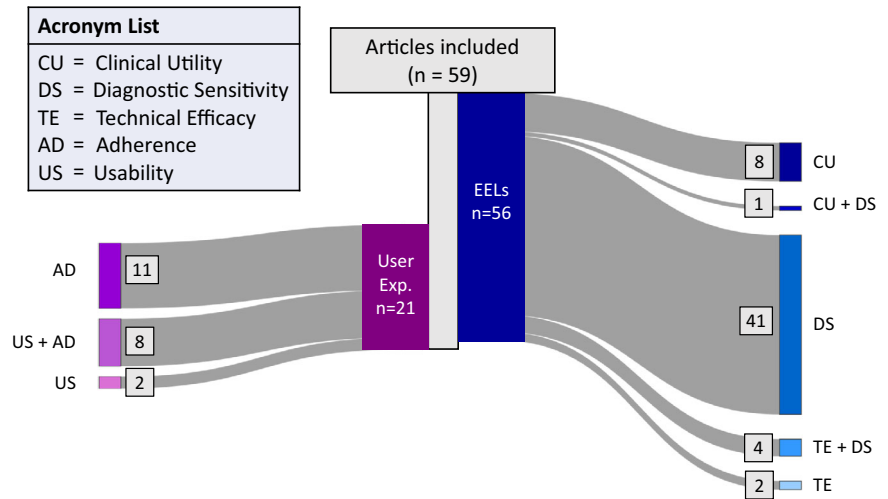 Acronym List
CU = Clinical Utility
DS = Diagnostic Sensitivity
TE = Technical Efficacy
AD = Adherence
US = Usability
Articles included
(n = 59)
EELs
n=56
User
Exp.
n=21
AD
11
US + AD
8
US
2
8
CU
1
CU + DS
41
DS
4
TE + DS
2
TE